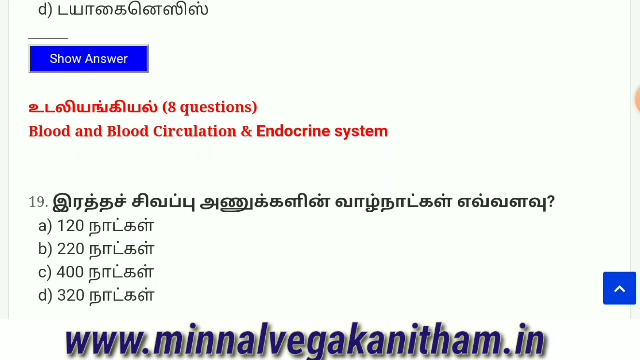 d) டயாகைனெஸிஸ்
Show Answer
உடலியங்கியல் (8 questions)
Blood and Blood Circulation & Endocrine system
19. இரத்தச் சிவப்பு அணுக்களின் வாழ்நாட்கள் எவ்வளவு?
a) 120 நாட்கள்
b) 220 நாட்கள்
c) 400 நாட்கள்
d) 320 நாட்கள்
www.minnalvegakanitham.in